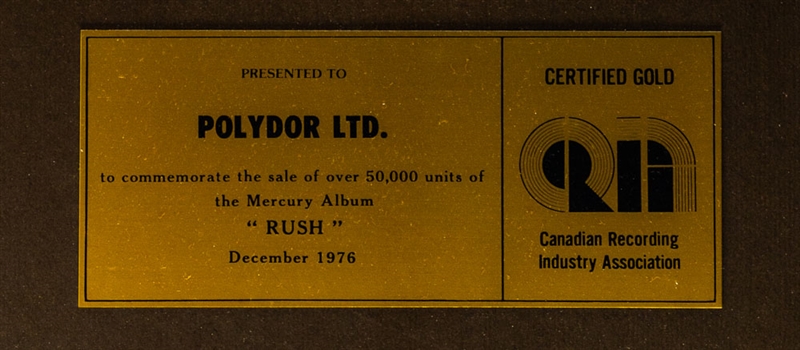 PRESENTED TO
POLYDOR LTD.
to commemorate the sale of over 50,000 units of
the Mercury Album
“ RUSH ”
December 1976
CERTIFIED GOLD
Canadian Recording
Industry Association